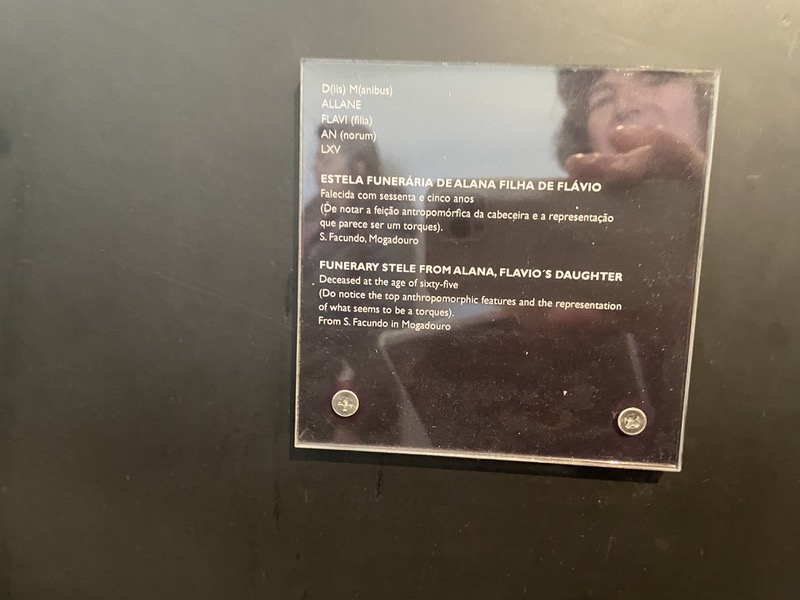 D(iis) M(anibus)
ALLANE
FLAVI (filia)
AN (norum)
LXV
ESTELA FUNERÁRIA DE ALANA FILHA DE FLÁVIO
Falecida com sessenta e cinco anos
(De notar a feição antropomórfica da cabeceira e a representação
que parece ser um torques).
S. Facundo, Mogadouro
FUNERARY STELE FROM ALANA, FLAVIO´S DAUGHTER
Deceased at the age of sixty-five
(Do notice the top anthropomorphic features and the representation
of what seems to be a torques).
From S. Facundo in Mogadouro